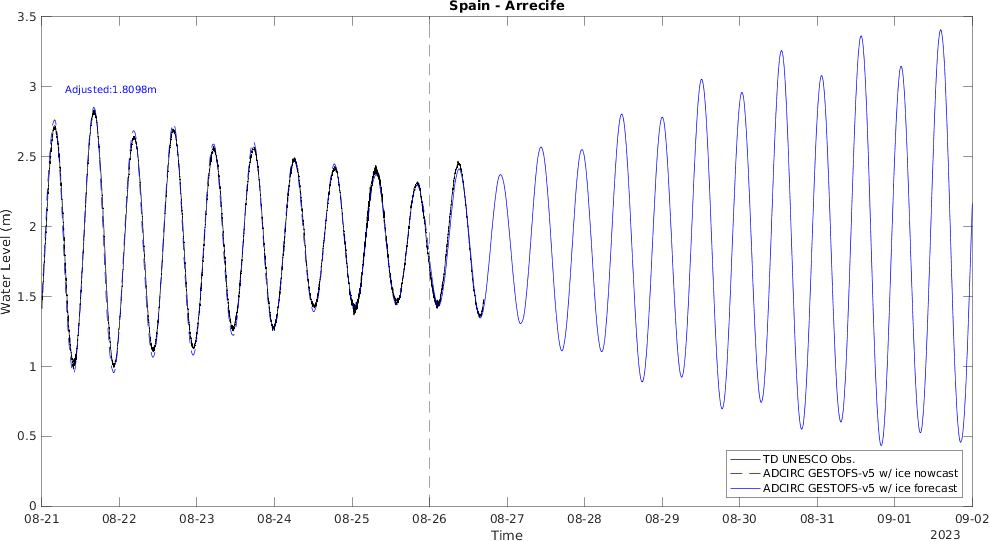 Spain - Arrecife
3.5
3
2.5
2
1.5
1
0.5
0
Water Level (m)
Adjusted:1.8098m
TD UNESCO Obs.
ADCIRC GESTOFS-v5 w/ ice nowcast
ADCIRC GESTOFS-v5 w/ ice forecast
08-21 08-22 08-23 08-24 08-25 08-26 08-27 08-28 08-29 08-30 08-31 09-01 09-02
Time
2023